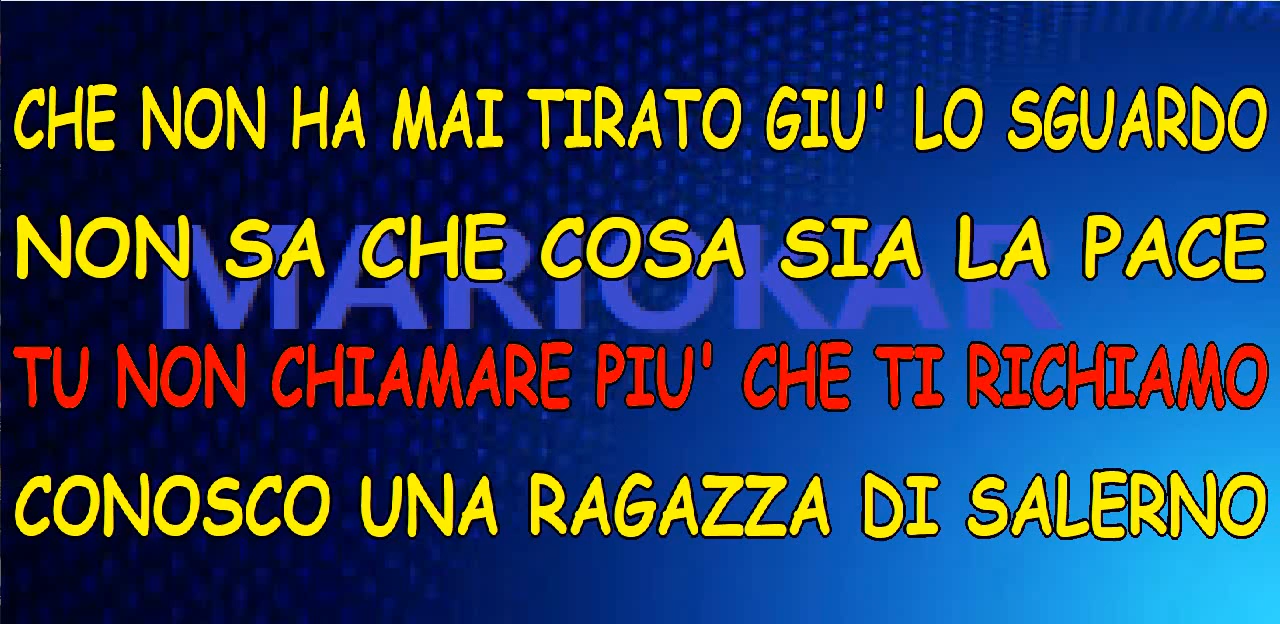 CHE NON HA MAI TIRATO GIU' LO SGUARDO
NON SA CHE COSA SIA LA PACE
MARIOKAR
TU NON CHIAMARE PIU' CHE TI RICHIAMO
CONOSCO UNA RAGAZZA DI SALERNO